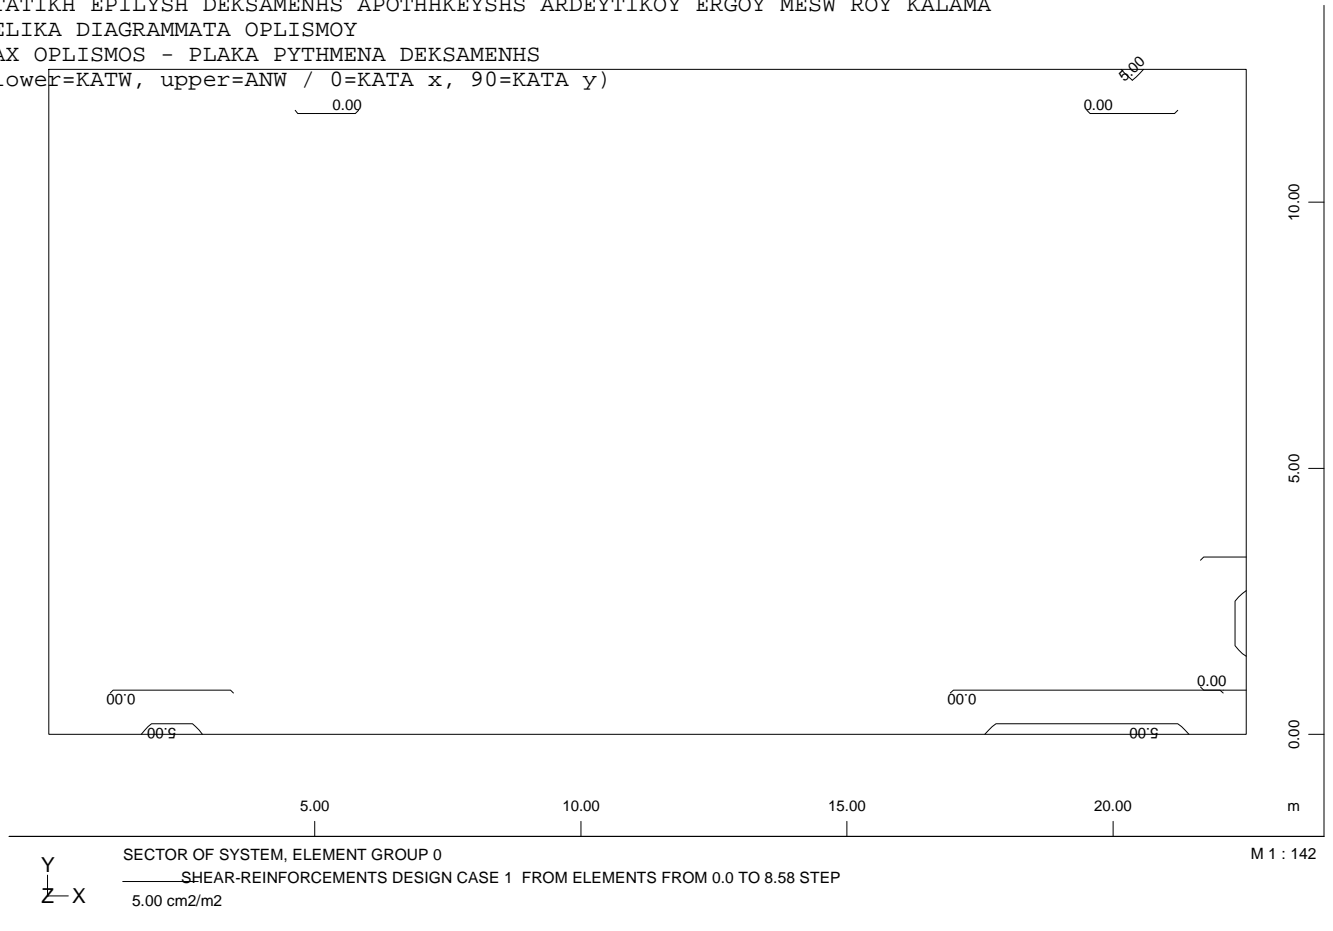 TATIKH EPILYSH DEKSAMENHS APOTHHKEYSHS ARDEYTIKOY ERGOY MESW ROY KALAMA
ELIKA DIAGRAMMATA OPLISMOY
AX OPLISMOS - PLAKA PYTHMENA DEKSAMENHS
lower=KATW, upper=ANW / 0=KATA x, 90=KATA y)
5.00
0.00
0.00
10.00
5.00
0.00
0.00
0.00
5.00
5.00
0.00
5.00
10.00
15.00
20.00
m
SECTOR OF SYSTEM, ELEMENT GROUP 0
M 1 : 142
SHEAR-REINFORCEMENTS DESIGN CASE 1 FROM ELEMENTS FROM 0.0 TO 8.58 STEP
5.00 cm2/m2
Y
Z
X